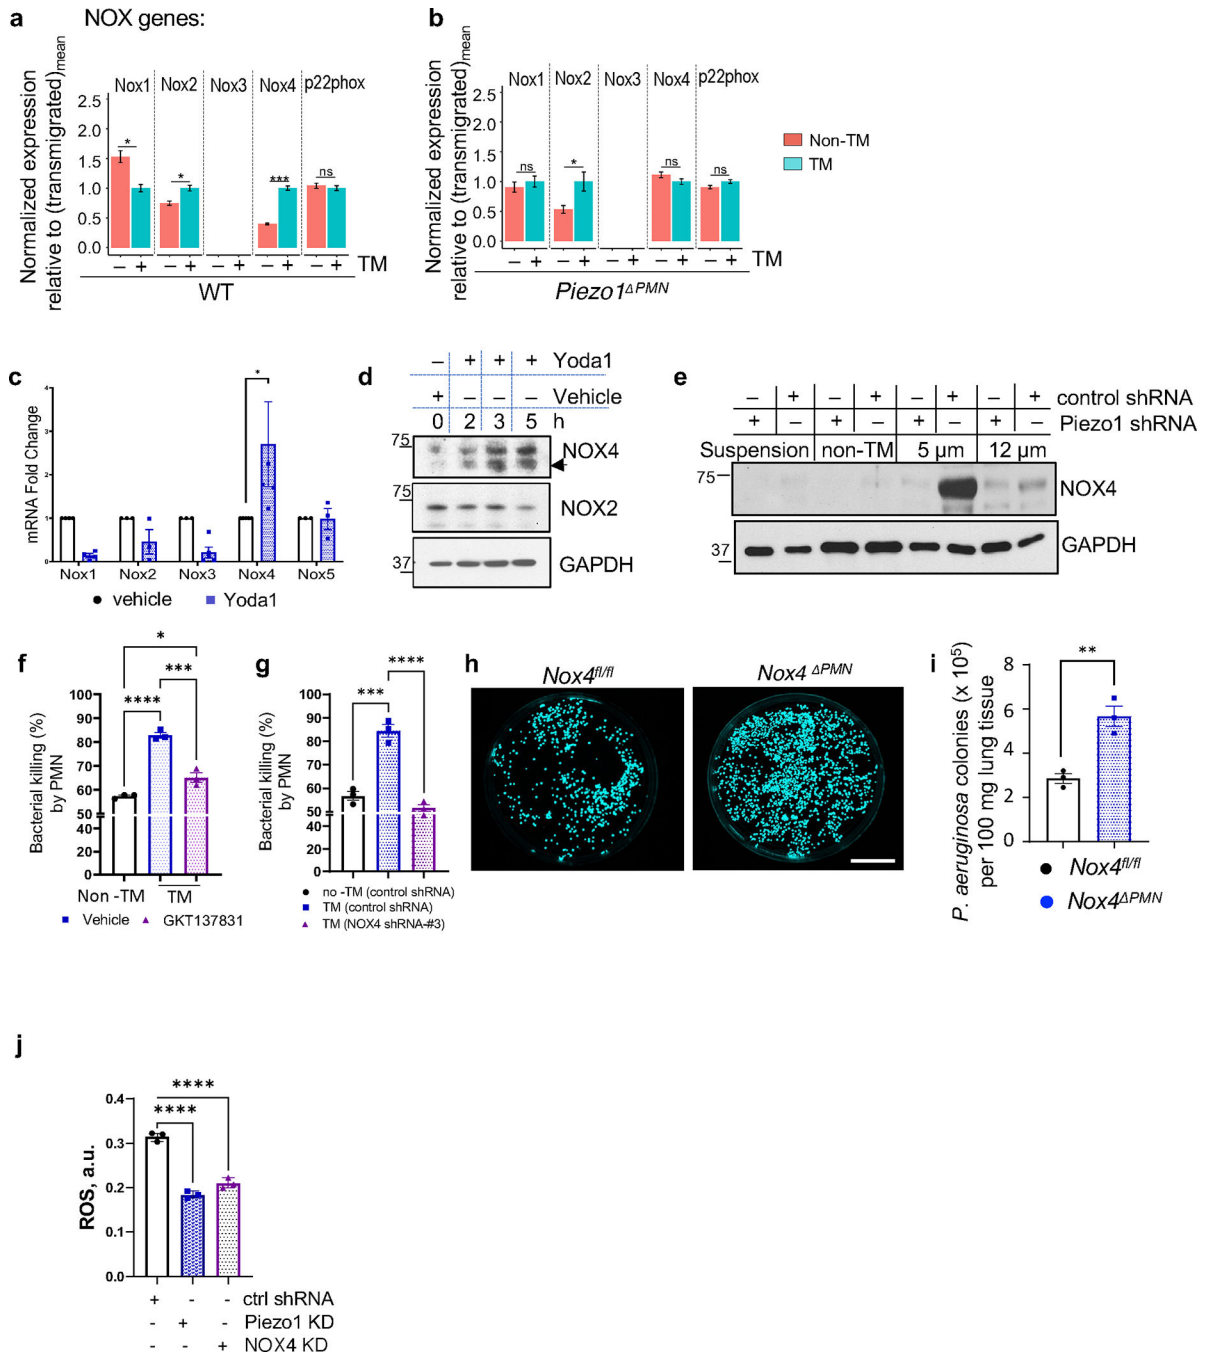 a
NOX genes:
Normalized expression
relative to (transmigrated)mean
Nox1 Nox2 Nox3 Nox4 p22phox
2.5
2.0
1.5
1.0
0.5
0.0
* * *** ns
– + – + – + – + – + TM
WT
b
Normalized expression
relative to (transmigrated)mean
Nox1 Nox2 Nox3 Nox4 p22phox
2.5
2.0
1.5
1.0
0.5
0.0
ns * ns ns
– + – + – + – + – + TM
Piezo1ΔPMN
Non-TM
TM
c
mRNA Fold Change
4
3
2
1
0
*
Nox1 Nox2 Nox3 Nox4 Nox5
vehicle Yoda1
d
– + + + Yoda1
+ – – – Vehicle
0 2 3 5 h
75 NOX4
75 NOX2
37 GAPDH
e
– + – + – + – + control shRNA
+ – + – + – + – Piezo1 shRNA
Suspension non-TM 5 µm 12 µm
75 NOX4
37 GAPDH
f
Bacterial killing (%)
by PMN
100
90
80
70
60
50
40
20
0
*
***
****
Non -TM TM
Vehicle GKT137831
g
Bacterial killing (%)
by PMN
100
90
80
70
60
50
40
20
0
****
***
no -TM (control shRNA)
TM (control shRNA)
TM (NOX4 shRNA-#3)
h
Nox4fl/fl Nox4 ΔPMN
i
P. aeruginosa colonies (x 10⁵)
per 100 mg lung tissue
8
6
4
2
0
**
Nox4fl/fl
Nox4ΔPMN
j
ROS, a.u.
0.4
0.3
0.2
0.1
0.0
****
****
+ - - ctrl shRNA
- + - Piezo1 KD
- - + NOX4 KD